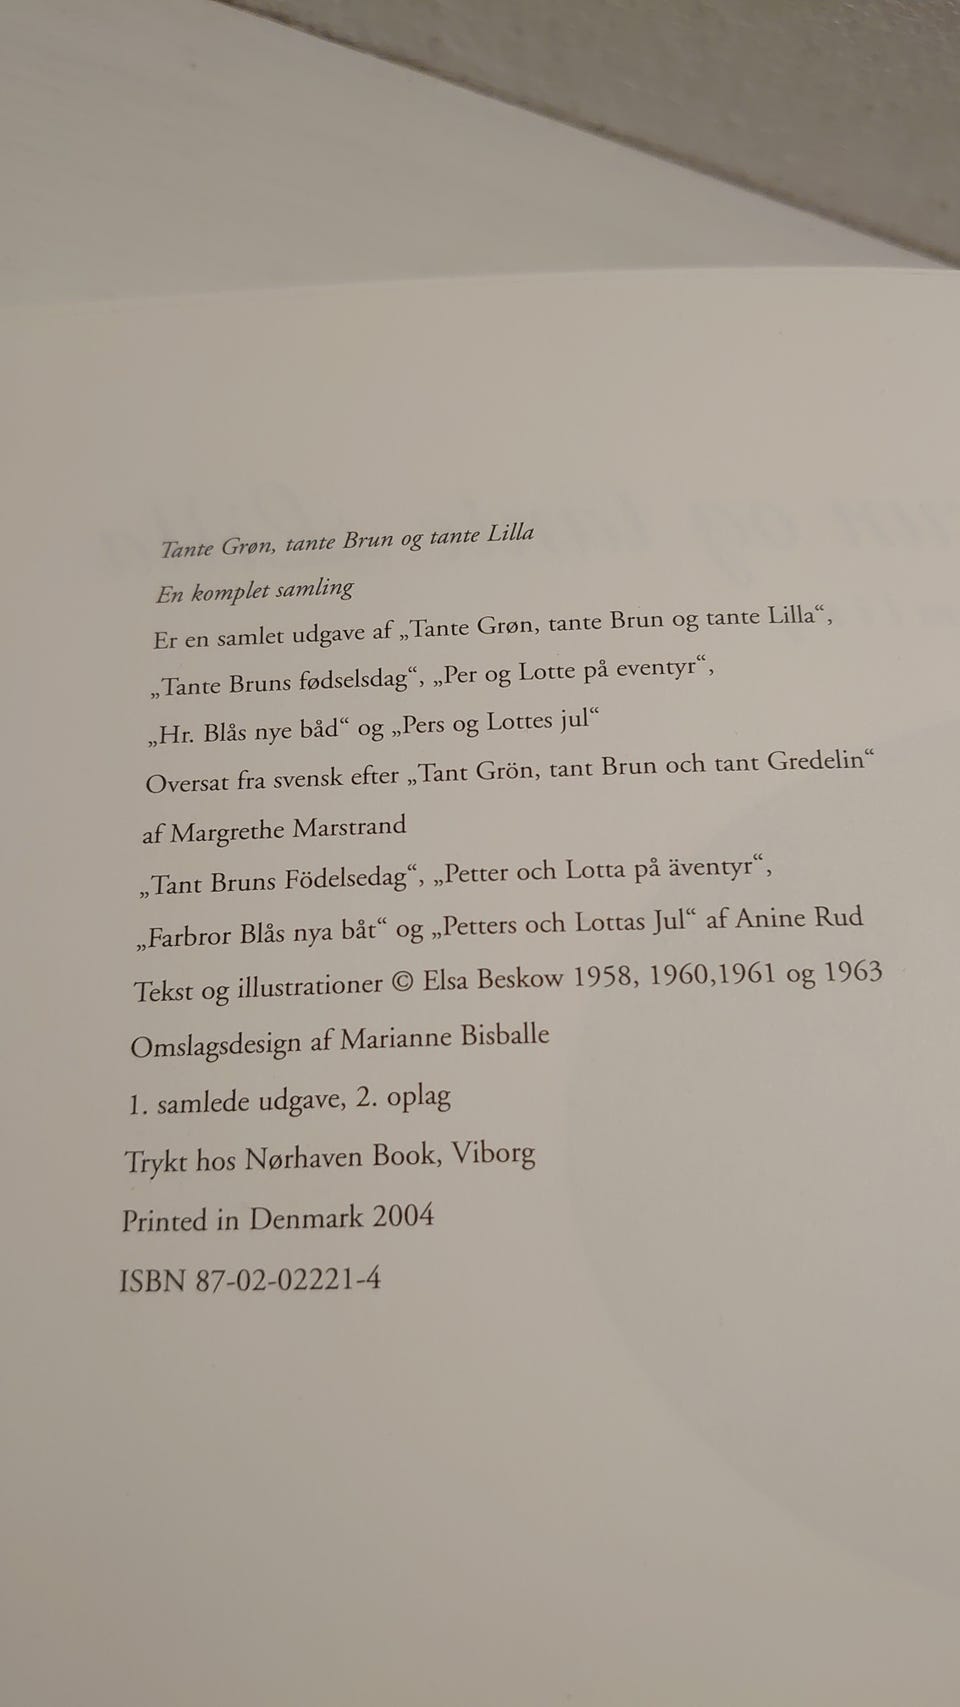 Tante Grøn, tante Brun og tante Lilla
En komplet samling
Er en samlet udgave af „Tante Grøn, tante Brun og tante Lilla“,
„Tante Bruns fødselsdag“, „Per og Lotte på eventyr“,
„Hr. Blås nye båd“ og „Pers og Lottes jul“
Oversat fra svensk efter „Tant Grön, tant Brun och tant Gredelin“
af Margrethe Marstrand
„Tant Bruns Födelsedag“, „Petter och Lotta på äventyr“,
„Farbror Blås nya båt“ og „Petters och Lottas Jul“ af Anine Rud
Tekst og illustrationer © Elsa Beskow 1958, 1960,1961 og 1963
Omslagsdesign af Marianne Bisballe
1. samlede udgave, 2. oplag
Trykt hos Nørhaven Book, Viborg
Printed in Denmark 2004
ISBN 87-02-02221-4